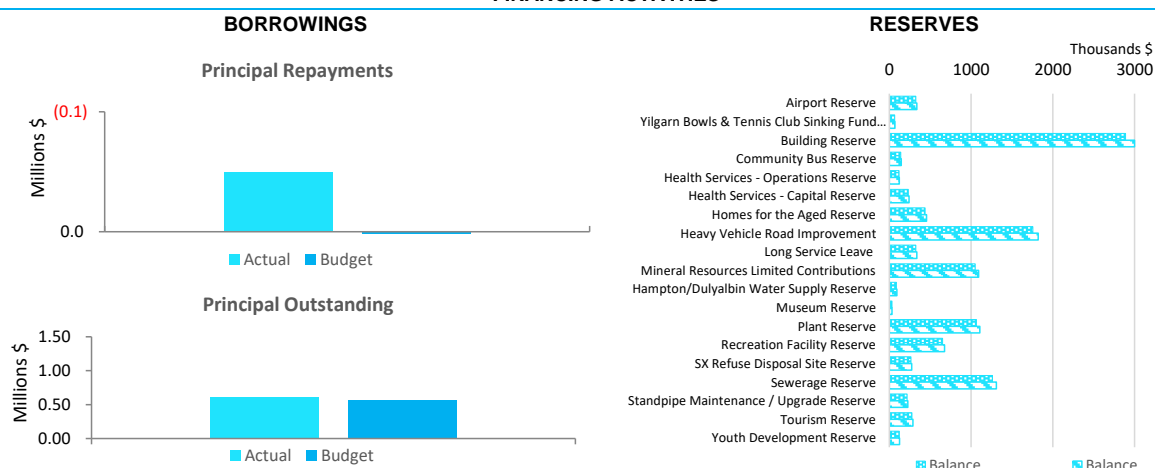 BORROWINGS
Principal Repayments
(0.1)
Millions $
0.0
Actual Budget
Principal Outstanding
1.50
1.00
0.50
0.00
Millions $
Actual Budget
RESERVES
Thousands $
0 1000 2000 3000
Airport Reserve
Yilgarn Bowls & Tennis Club Sinking Fund...
Building Reserve
Community Bus Reserve
Health Services - Operations Reserve
Health Services - Capital Reserve
Homes for the Aged Reserve
Heavy Vehicle Road Improvement
Long Service Leave
Mineral Resources Limited Contributions
Hampton/Dulyalbin Water Supply Reserve
Museum Reserve
Plant Reserve
Recreation Facility Reserve
SX Refuse Disposal Site Reserve
Sewerage Reserve
Standpipe Maintenance / Upgrade Reserve
Tourism Reserve
Youth Development Reserve
Balance Balance